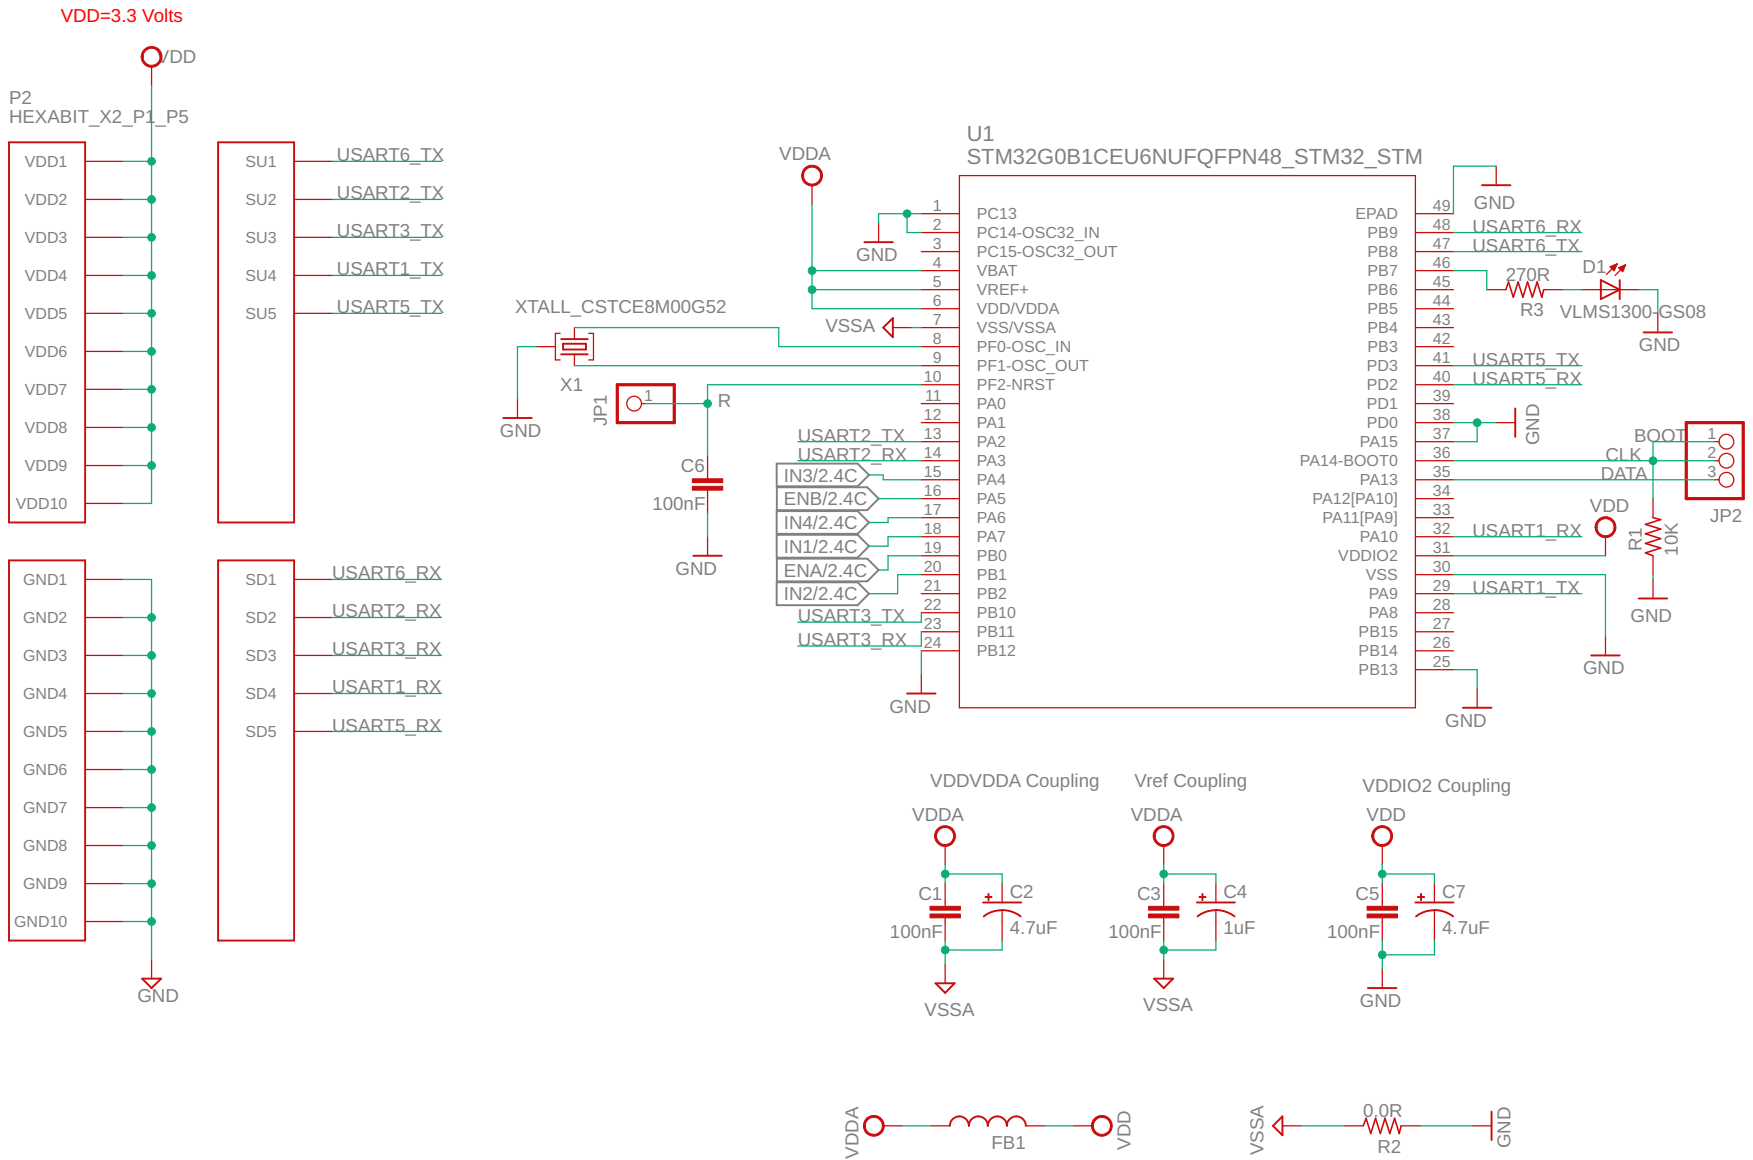 VDD=3.3 Volts
VDD
P2
HEXABIT_X2_P1_P5
VDD1
VDD2
VDD3
VDD4
VDD5
VDD6
VDD7
VDD8
VDD9
VDD10
SU1 USART6_TX
SU2 USART2_TX
SU3 USART3_TX
SU4 USART1_TX
SU5 USART5_TX
GND1
GND2
GND3
GND4
GND5
GND6
GND7
GND8
GND9
GND10
GND
SD1 USART6_RX
SD2 USART2_RX
SD3 USART3_RX
SD4 USART1_RX
SD5 USART5_RX
XTALL_CSTCE8M00G52
X1
GND
JP1
1
R
C6
100nF
GND
VDDA
GND
VSSA
USART2_TX
USART2_RX
IN3/2.4C
ENB/2.4C
IN4/2.4C
IN1/2.4C
ENA/2.4C
IN2/2.4C
USART3_TX
USART3_RX
GND
U1
STM32G0B1CEU6NUFQFPN48_STM32_STM
1 PC13
2 PC14-OSC32_IN
3 PC15-OSC32_OUT
4 VBAT
5 VREF+
6 VDD/VDDA
7 VSS/VSSA
8 PF0-OSC_IN
9 PF1-OSC_OUT
10 PF2-NRST
11 PA0
12 PA1
13 PA2
14 PA3
15 PA4
16 PA5
17 PA6
18 PA7
19 PB0
20 PB1
21 PB2
22 PB10
23 PB11
24 PB12
EPAD 49
PB9 48 USART6_RX
PB8 47 USART6_TX
PB7 46
PB6 45
PB5 44
PB4 43
PB3 42
PD3 41 USART5_TX
PD2 40 USART5_RX
PD1 39
PD0 38
PA15 37
PA14-BOOT0 36
PA13 35
PA12[PA10] 34
PA11[PA9] 33
PA10 32 USART1_RX
VDDIO2 31
VSS 30
PA9 29 USART1_TX
PA8 28
PB15 27
PB14 26
PB13 25
GND
270R
R3
D1
VLMS1300-GS08
GND
GND
BOOT 1
CLK 2
DATA 3
JP2
VDD
R1
10K
GND
GND
GND
VDDVDDA Coupling
VDDA
C1
100nF
C2
4.7uF
VSSA
Vref Coupling
VDDA
C3
100nF
C4
1uF
VSSA
VDDIO2 Coupling
VDD
C5
100nF
C7
4.7uF
GND
VDDA
FB1
VDD
VSSA
0.0R
R2
GND